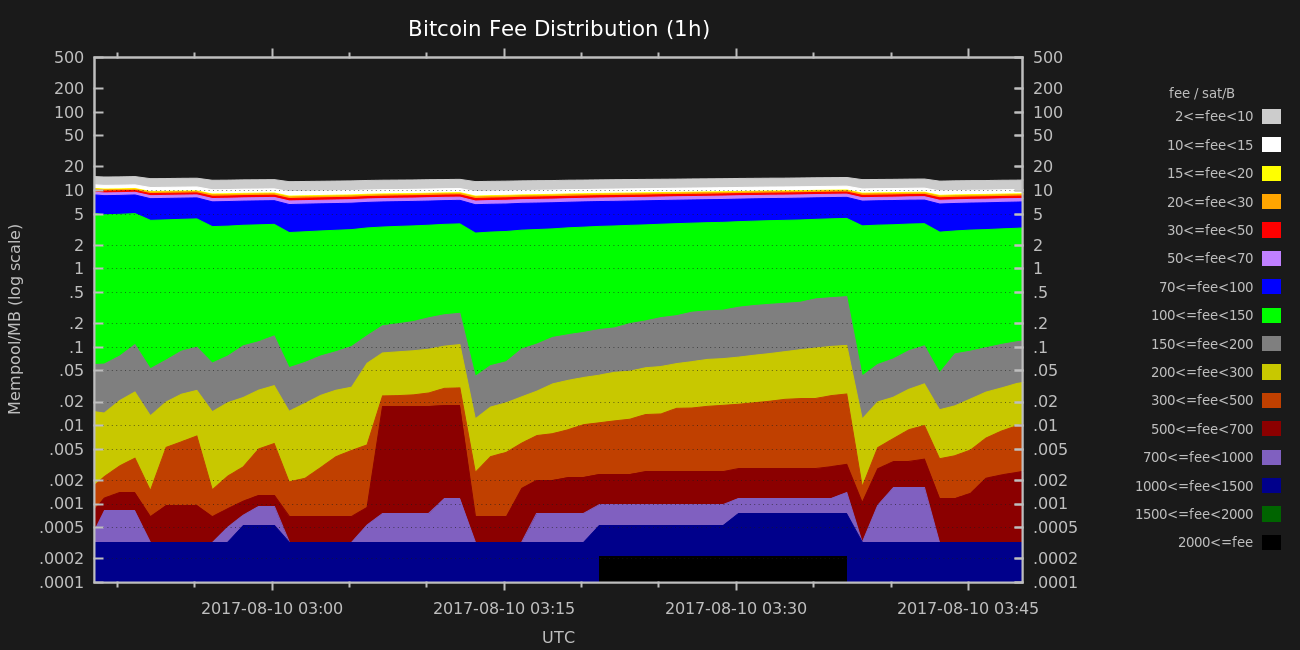 Bitcoin Fee Distribution (1h)
500
200
100
50
20
10
5
2
1
.5
.2
.1
.05
.02
.01
.005
.002
.001
.0005
.0002
.0001
Mempool/MB (log scale)
500
200
100
50
20
10
5
2
1
.5
.2
.1
.05
.02
.01
.005
.002
.001
.0005
.0002
.0001
2017-08-10 03:00
2017-08-10 03:15
2017-08-10 03:30
2017-08-10 03:45
UTC
fee / sat/B
2<=fee<10
10<=fee<15
15<=fee<20
20<=fee<30
30<=fee<50
50<=fee<70
70<=fee<100
100<=fee<150
150<=fee<200
200<=fee<300
300<=fee<500
500<=fee<700
700<=fee<1000
1000<=fee<1500
1500<=fee<2000
2000<=fee